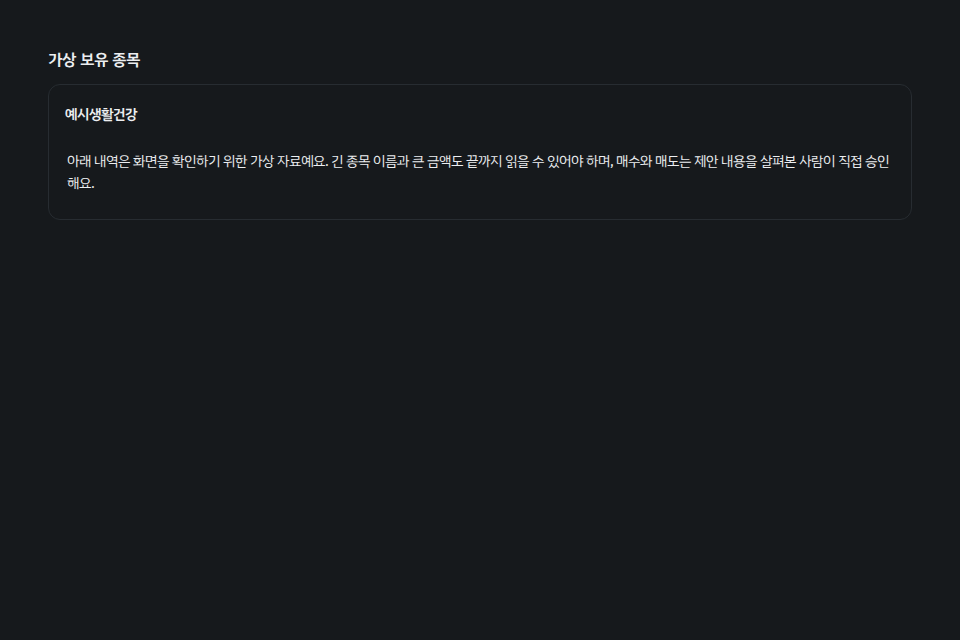 가상 보유 종목
예시생활건강
아래 내역은 화면을 확인하기 위한 가상 자료예요. 긴 종목 이름과 큰 금액도 끝까지 읽을 수 있어야 하며, 매수와 매도는 제안 내용을 살펴본 사람이 직접 승인
해요.